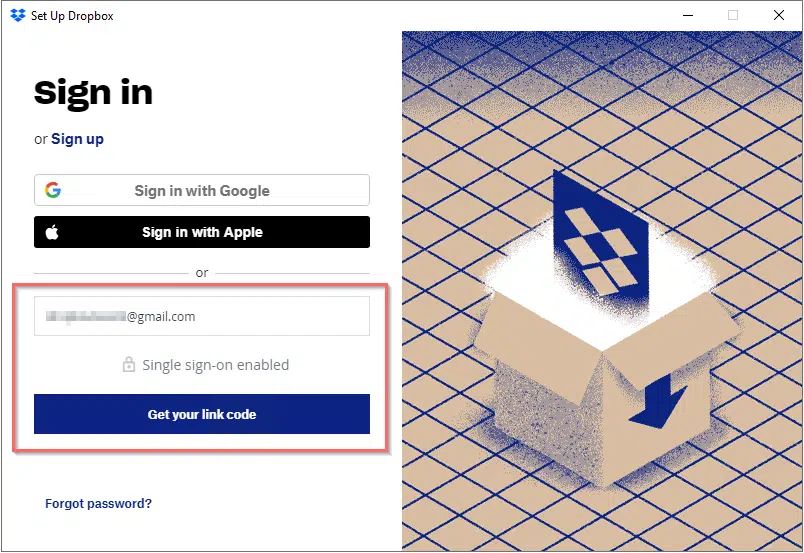 Set Up Dropbox
Sign in
or Sign up
Sign in with Google
Sign in with Apple
or
@gmail.com
Single sign-on enabled
Get your link code
Forgot password?